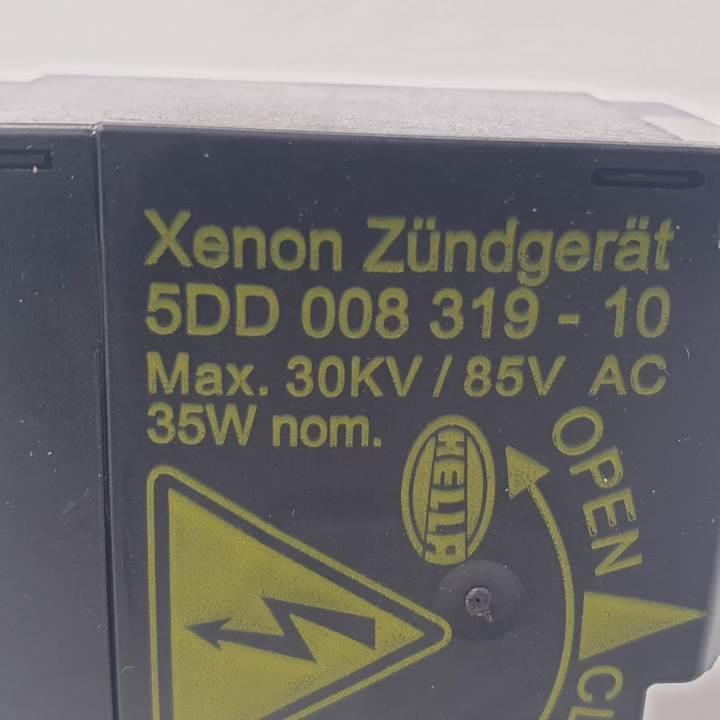 Xenon Zündgerät
5DD 008 319 - 10
Max. 30KV / 85V AC
35W nom.
HELLA
OPEN